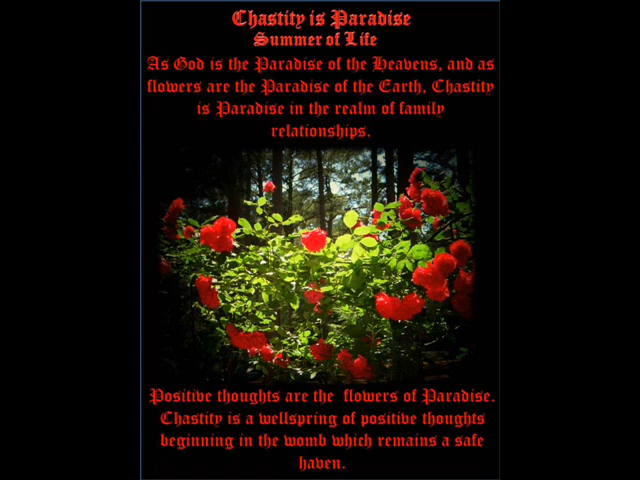 Chastity is Paradise
Summer of Life
As God is the Paradise of the Heavens, and as
flowers are the Paradise of the Earth, Chastity
is Paradise in the realm of family
relationships.
Positive thoughts are the flowers of Paradise.
Chastity is a wellspring of positive thoughts
beginning in the womb which remains a safe
haven.